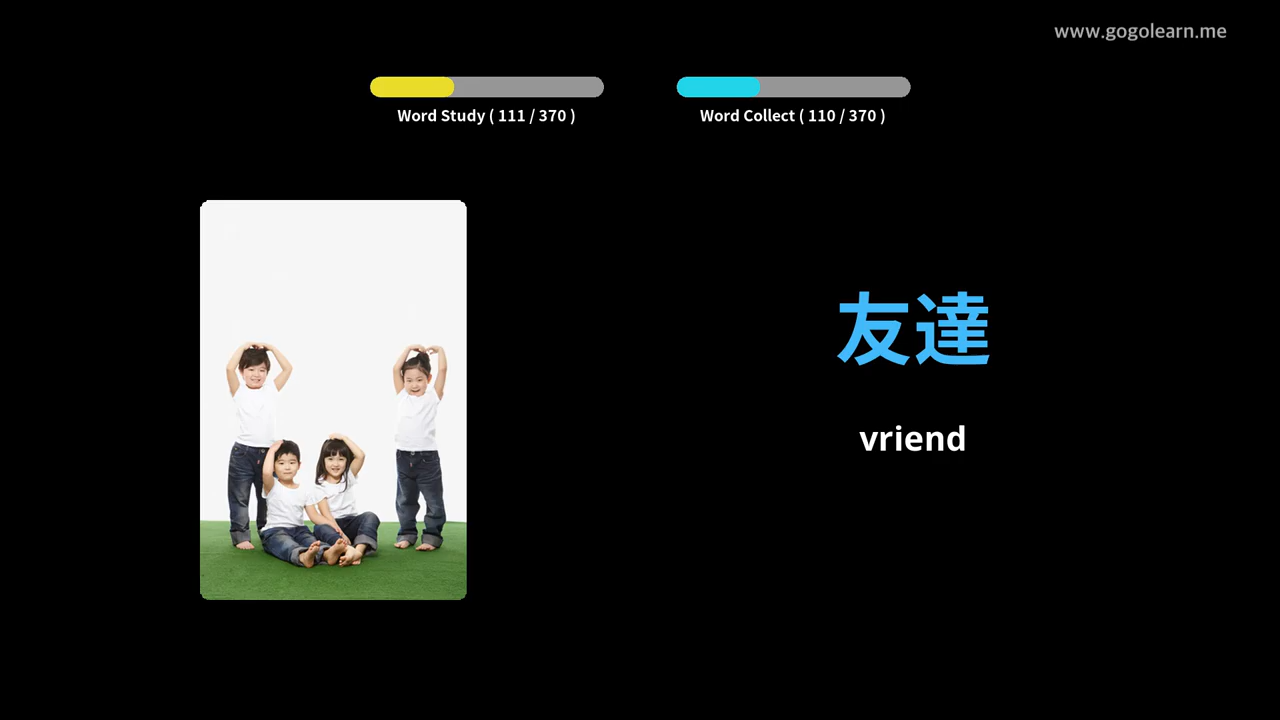 www.gogolearn.me
Word Study ( 111 / 370 )
Word Collect ( 110 / 370 )
友達
vriend